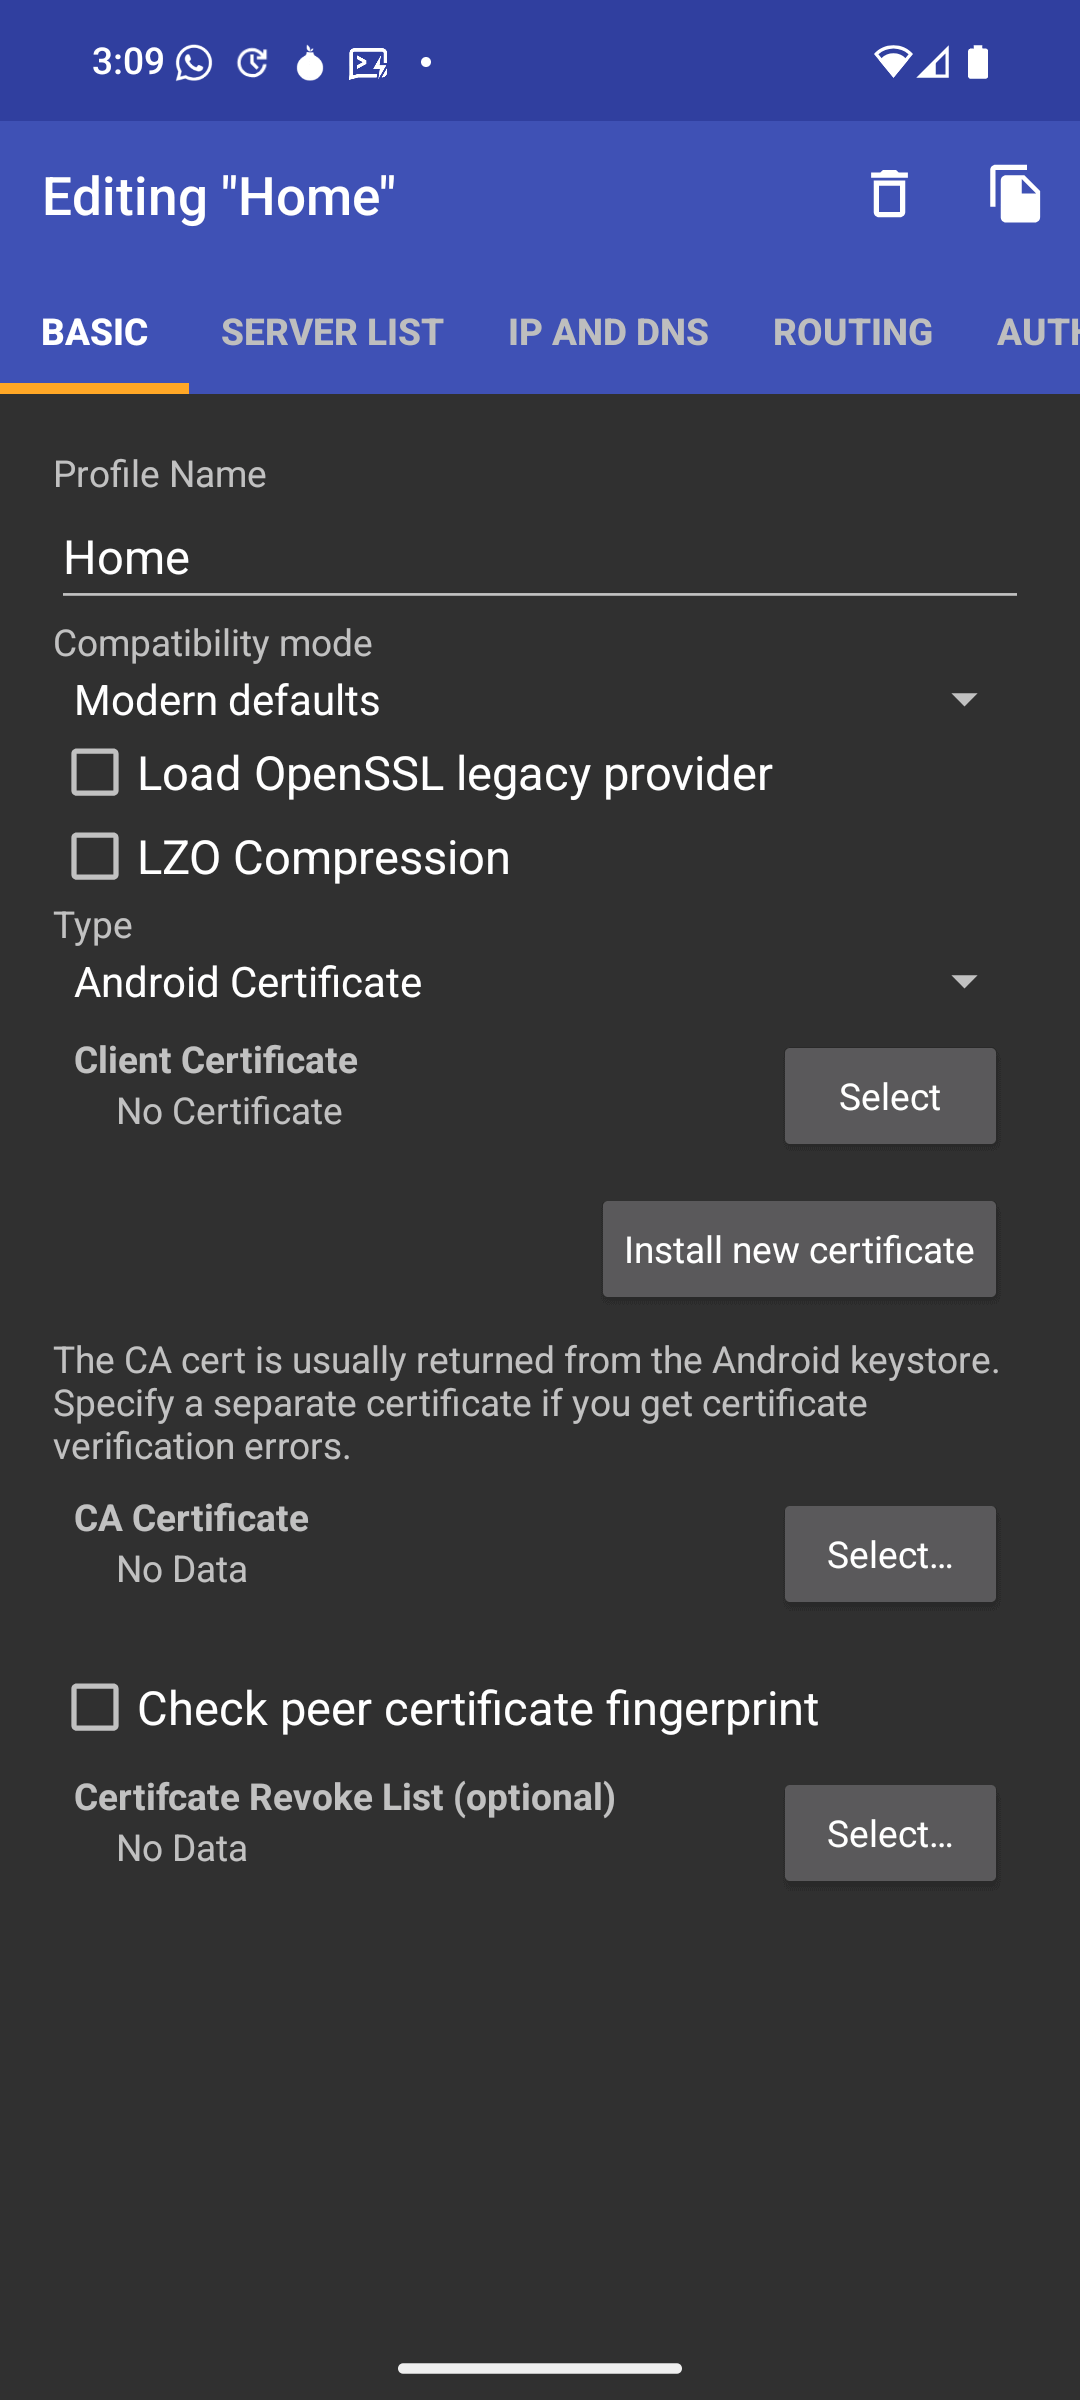 3:09
Editing "Home"
BASIC SERVER LIST IP AND DNS ROUTING AUTH
Profile Name
Home
Compatibility mode
Modern defaults
Load OpenSSL legacy provider
LZO Compression
Type
Android Certificate
Client Certificate
No Certificate
Select
Install new certificate
The CA cert is usually returned from the Android keystore.
Specify a separate certificate if you get certificate
verification errors.
CA Certificate
No Data
Select…
Check peer certificate fingerprint
Certifcate Revoke List (optional)
No Data
Select…